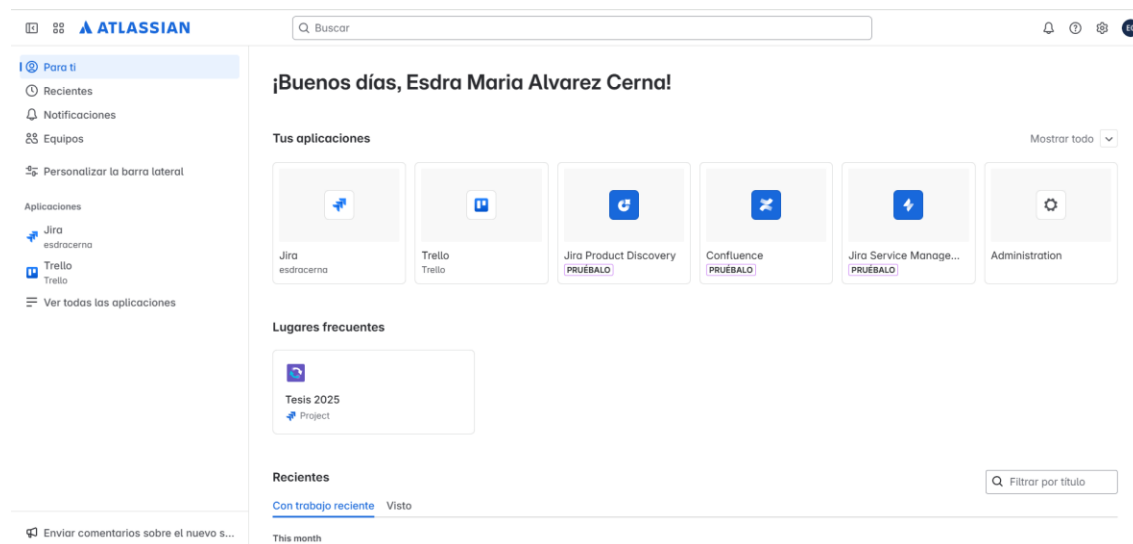 ATLASSIAN
Buscar
EC
Para ti
Recientes
Notificaciones
Equipos
Personalizar la barra lateral
Aplicaciones
Jira
esdracerna
Trello
Trello
Ver todas las aplicaciones
Enviar comentarios sobre el nuevo s...
¡Buenos días, Esdra Maria Alvarez Cerna!
Tus aplicaciones
Mostrar todo
Jira
esdracerna
Trello
Trello
Jira Product Discovery
PRUÉBALO
Confluence
PRUÉBALO
Jira Service Manage...
PRUÉBALO
Administration
Lugares frecuentes
Tesis 2025
Project
Recientes
Filtrar por título
Con trabajo reciente Visto
This month